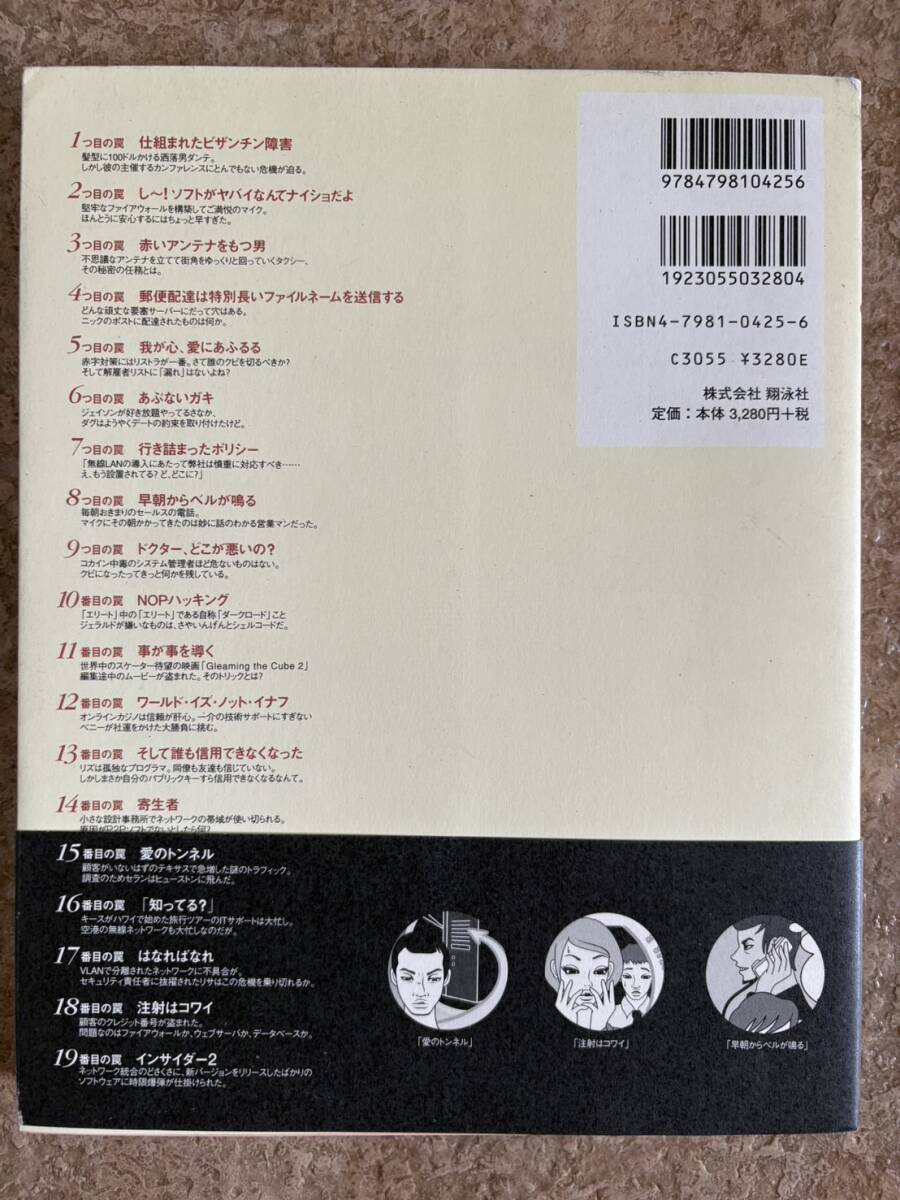 1つ目の罠 仕組まれたビザンチン障害
髪型に100ドルかける洒落男ダンテ。
しかし彼の主催するカンファレンスにとんでもない危機が迫る。
2つ目の罠 し～!ソフトがヤバイなんてナイショだよ
堅牢なファイアウォールを構築してご満悦のマイク。
ほんとうに安心するにはちょっと早すぎた。
3つ目の罠 赤いアンテナをもつ男
不思議なアンテナを立てて街角をゆっくりと回っていくタクシー、
その秘密の任務とは。
4つ目の罠 郵便配達は特別長いファイルネームを送信する
どんな頑丈な要塞サーバーにだって穴はある。
ニックのポストに配達されたものは何か。
5つ目の罠 我が心、愛にあふるる
赤字対策にはリストラが一番。さて誰のクビを切るべきか?
そして解雇者リストに「漏れ」はないよね?
6つ目の罠 あぶないガキ
ジェイソンが好き放題やってるさなか、
ダグはようやくデートの約束を取り付けたけど。
7つ目の罠 行き詰まったポリシー
「無線LANの導入にあたって弊社は慎重に対応すべき……
え、もう設置されてる? ど、どこに?」
8つ目の罠 早朝からベルが鳴る
毎朝おきまりのセールスの電話。
マイクにその朝かかってきたのは妙に話のわかる営業マンだった。
9つ目の罠 ドクター、どこが悪いの?
コカイン中毒のシステム管理者ほど危ないものはない。
クビになったってきっと何かを残している。
10番目の罠 NOPハッキング
「エリート」中の「エリート」である自称「ダークロード」こと
ジェラルドが嫌いなものは、さやいんげんとシェルコードだ。
11番目の罠 事が事を導く
世界中のスケーター待望の映画「Gleaming the Cube 2」
編集途中のムービーが盗まれた。そのトリックとは?
12番目の罠 ワールド・イズ・ノット・イナフ
オンラインカジノは信頼が肝心。一介の技術サポートにすぎない
ベニーが社運をかけた大勝負に挑む。
13番目の罠 そして誰も信用できなくなった
リズは孤独なプログラマ。同僚も友達も信じていない。
しかしまさか自分のパブリックキーすら信用できなくなるなんて。
14番目の罠 寄生者
小さな設計事務所でネットワークの帯域が使い切られる。
原因がP2Pソフトでないとしたら何?
15番目の罠 愛のトンネル
顧客がいないはずのテキサスで急増した謎のトラフィック。
調査のためセランはヒューストンに飛んだ。
16番目の罠 「知ってる?」
キースがハワイで始めた旅行ツアーのITサポートは大忙し。
空港の無線ネットワークも大忙しなのだが。
17番目の罠 はなればなれ
VLANで分離されたネットワークに不具合が。
セキュリティ責任者に抜擢されたリサはこの危機を乗り切れるか。
18番目の罠 注射はコワイ
顧客のクレジット番号が盗まれた。
問題なのはファイアウォールか、ウェブサーバか、データベースか。
19番目の罠 インサイダー2
ネットワーク統合のどさくさに、新バージョンをリリースしたばかりの
ソフトウェアに時限爆弾が仕掛けられた。
9784798104256
1923055032804
ISBN4-7981-0425-6
C3055 ¥3280E
株式会社 翔泳社
定価：本体 3,280円+税
「愛のトンネル」
「注射はコワイ」
「早朝からベルが鳴る」